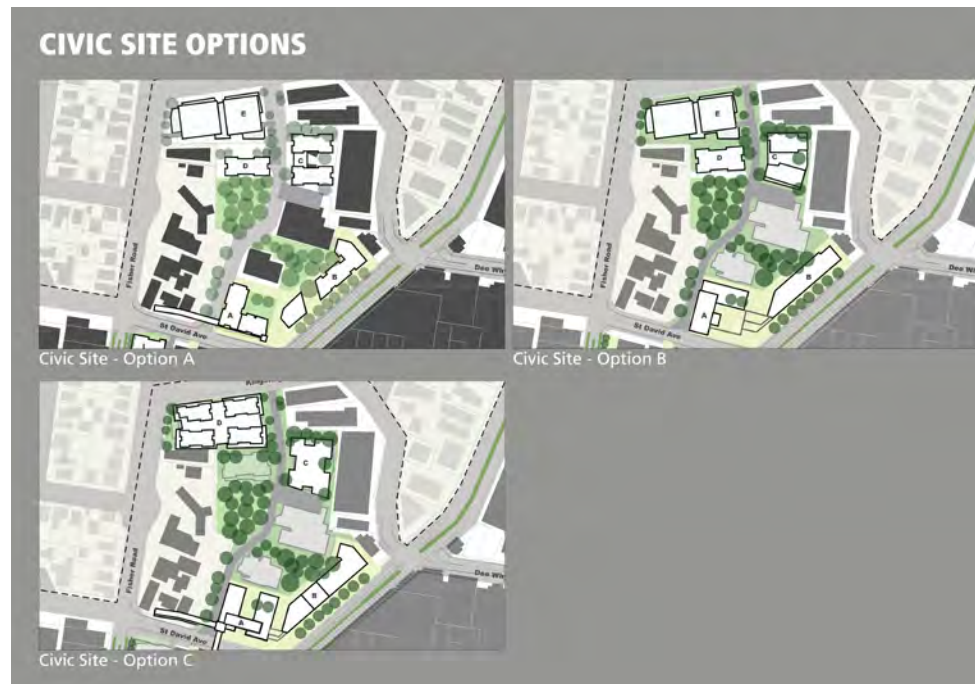 CIVIC SITE OPTIONS
E
C
D
B
A
Fisher Road
St David Ave
Civic Site - Option A
E
C
D
B
A
Fisher Road
St David Ave
Civic Site - Option B
D
C
B
A
Fisher Road
St David Ave
Civic Site - Option C